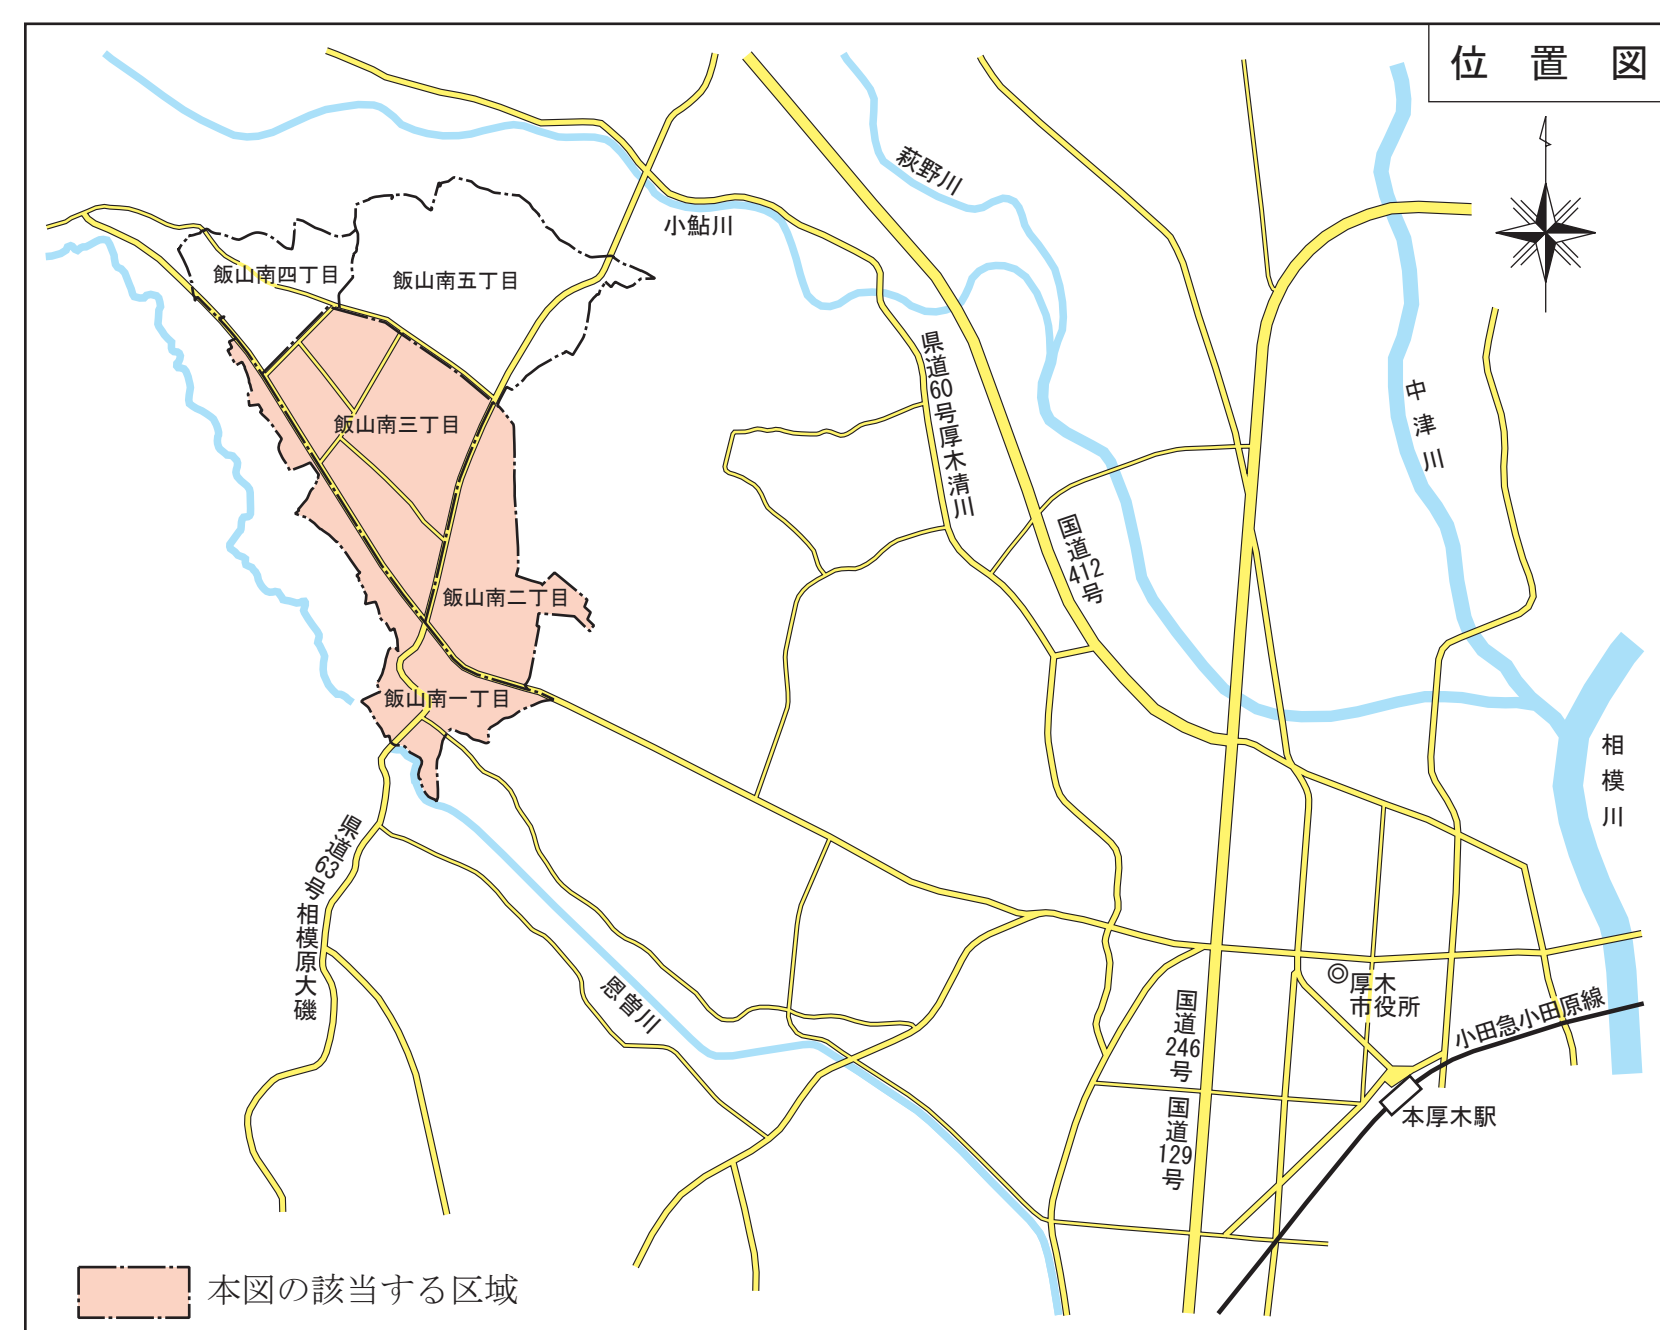 位置図
萩野川
小鮎川
飯山南四丁目
飯山南五丁目
県道60号厚木清川
中津川
飯山南三丁目
国道412号
飯山南二丁目
飯山南一丁目
相模川
県道63号相模原大磯
恩曽川
国道246号
国道129号
厚木
市役所
小田急小田原線
本厚木駅
本図の該当する区域